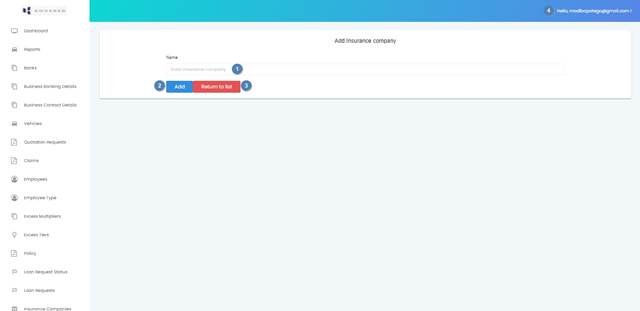 4 Hello, modibapatego@gmail.com !
Dashboard
Reports
Banks
Business Banking Details
Business Contact Details
Vehicles
Quotation Requests
Claims
Employees
Employee Type
Excess Multipliers
Excess Tiers
Policy
Loan Request Status
Loan Requests
Insurance Companies
Add Insurance company
Name
Enter insurance company 1
2 Add Return to list 3